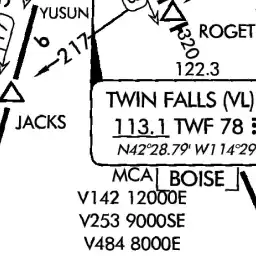 YUSUN
9
217
ROGET
320
122.3
TWIN FALLS (VL)
113.1 TWF 78
N42°28.79' W114°29
JACKS
MCA BOISE
V142 12000E
V253 9000SE
V484 8000E